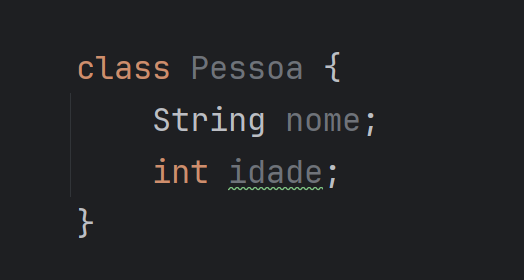 class Pessoa {
    String nome;
    int idade;
}